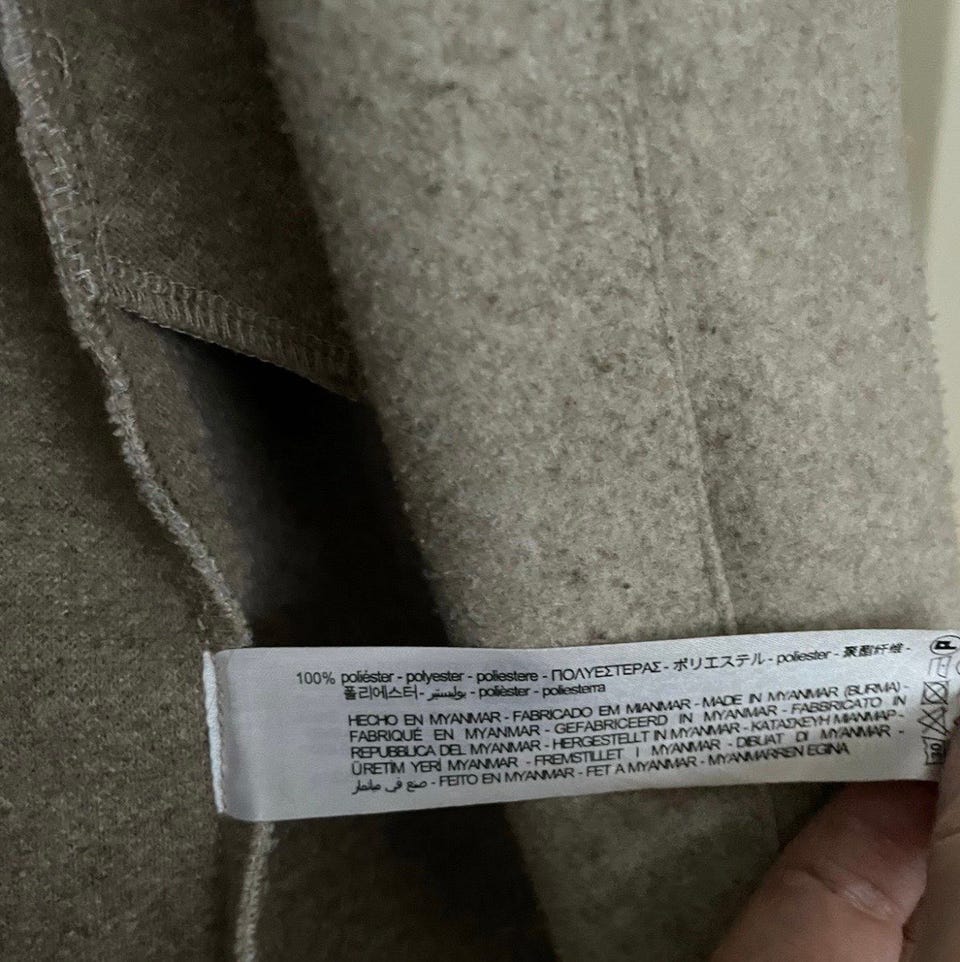 100% poliéster - polyester - poliestere - ΠΟΛΥΕΣΤΕΡΑΣ - ポリエステル - poliester - 聚酯纤维 -
폴리에스터 - بوليستير - polièster - poliesterra
HECHO EN MYANMAR - FABRICADO EM MIANMAR - MADE IN MYANMAR (BURMA) -
FABRIQUÉ EN MYANMAR - GEFABRICEERD IN MYANMAR - FABBRICATO IN
REPUBBLICA DEL MYANMAR - HERGESTELLT IN MYANMAR - ΚΑΤΑΣΚΕΥΗ ΜΙΑΝΜΑΡ -
ÜRETİM YERİ MYANMAR - FREMSTILLET I MYANMAR - DIBUAT DI MYANMAR -
صنع في ميانمار - FEITO EN MYANMAR - FET A MYANMAR - MYANMARREN EGINA
P